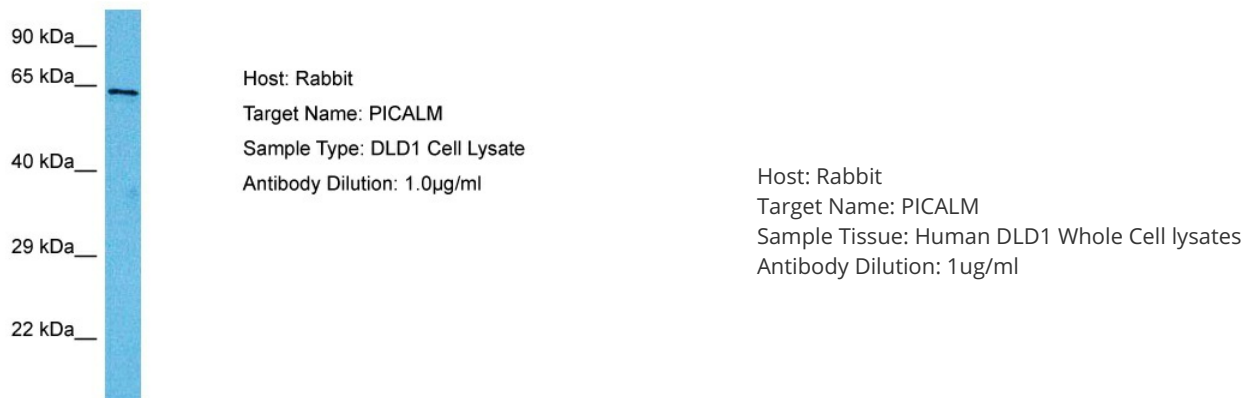 90 kDa__
65 kDa__
40 kDa__
29 kDa__
22 kDa__
Host: Rabbit
Target Name: PICALM
Sample Type: DLD1 Cell Lysate
Antibody Dilution: 1.0µg/ml
Host: Rabbit
Target Name: PICALM
Sample Tissue: Human DLD1 Whole Cell lysates
Antibody Dilution: 1ug/ml